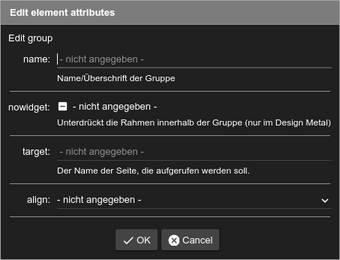 Edit element attributes
Edit group
name: - nicht angegeben -
Name/Überschrift der Gruppe
nowidget: - nicht angegeben -
Unterdrückt die Rahmen innerhalb der Gruppe (nur im Design Metal)
target: - nicht angegeben -
Der Name der Seite, die aufgerufen werden soll.
align: - nicht angegeben -
OK Cancel